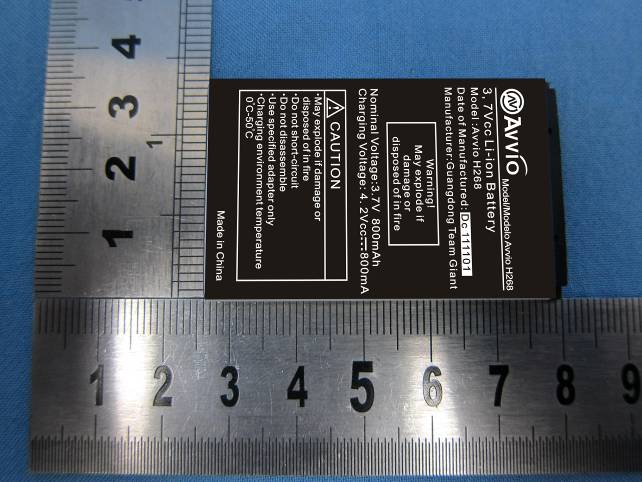 AVVIO Model/Modelo Avvio H268
3.7Vcc Li-ion Battery
Model:Avvio H268
Date of Manufactured: Dc 111101
Manufacturer:Guangdong Team Giant
Warning!
May explode if
damage or
disposed of in fire
Nominal Voltage:3.7V 800mAh
Charging Voltage: 4.2Vcc⎓800mA
CAUTION
•May explode if damage or
disposed of in fire
•Do not short-circuit
•Do not disassemble
•Use specified adapter only
•Charging environment temperature
0°C-50°C
Made in China
4
3
2
1
1
1 2 3 4 5 6 7 8 9